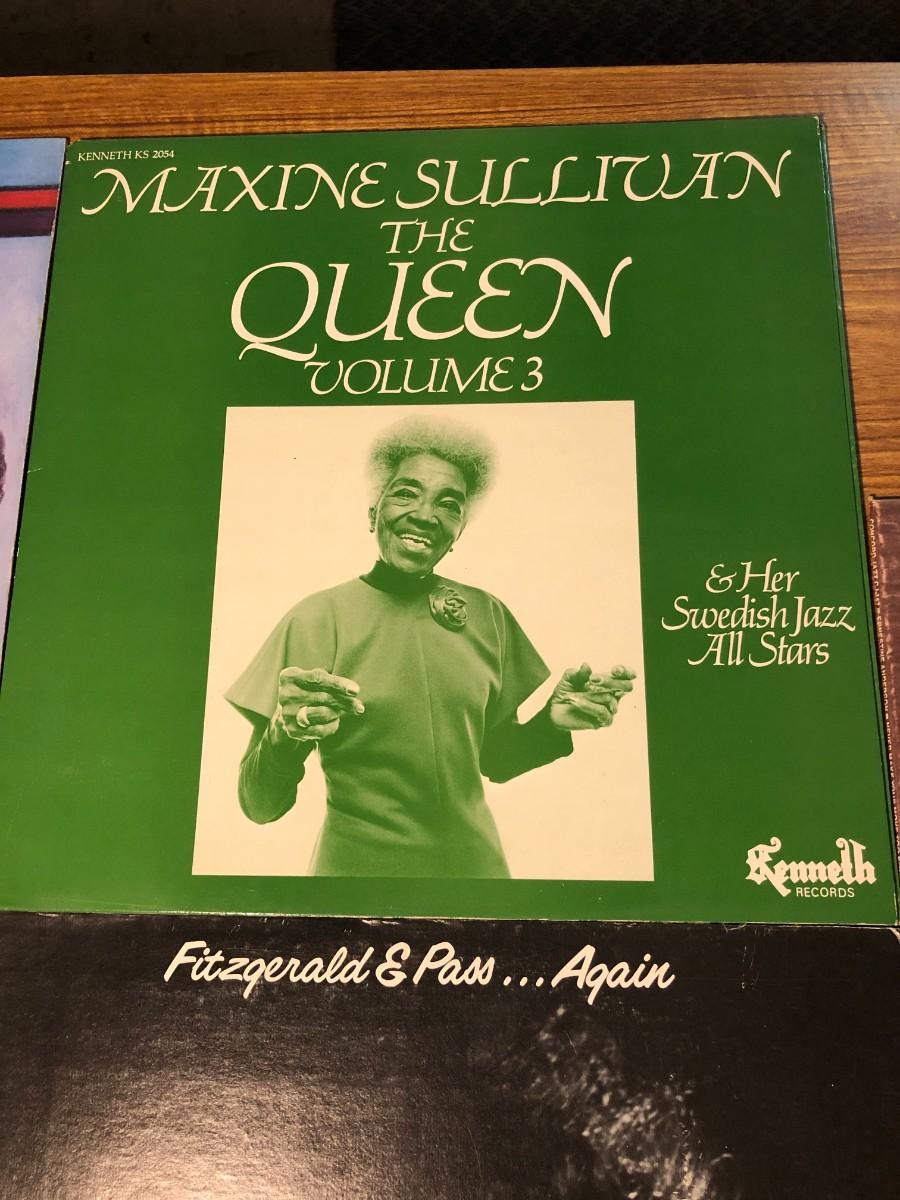 KENNETH KS 2054
MAXINE SULLIVAN
THE
QUEEN
VOLUME 3
& Her
Swedish Jazz
All Stars
Kenneth
RECORDS
Fitzgerald & Pass... Again